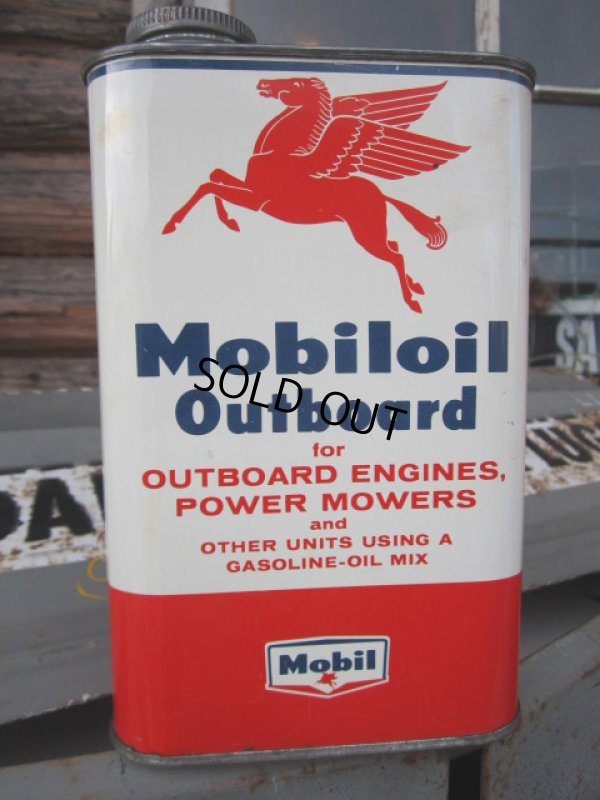 Mobiloil
SOLD OUT
Outboard
for
OUTBOARD ENGINES,
POWER MOWERS
and
OTHER UNITS USING A
GASOLINE-OIL MIX
Mobil